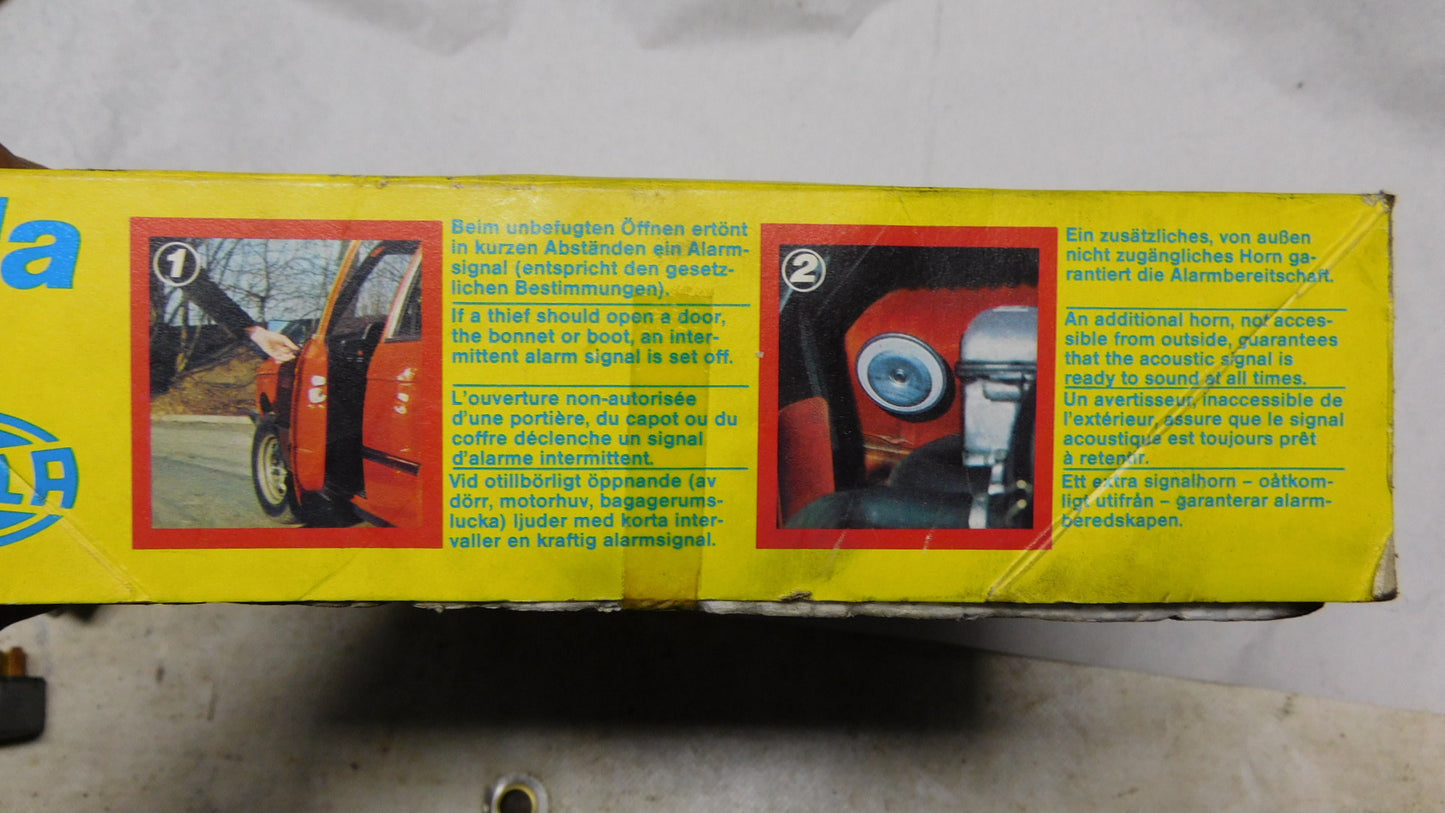 la
LLA
1
Beim unbefugten Öffnen ertönt
in kurzen Abständen ein Alarm-
signal (entspricht den gesetz-
lichen Bestimmungen).
If a thief should open a door,
the bonnet or boot, an inter-
mittent alarm signal is set off.
L'ouverture non-autorisée
d'une portière, du capot ou du
coffre déclenche un signal
d'alarme intermittent.
Vid otillbörligt öppnande (av
dörr, motorhuv, bagagerums-
lucka) ljuder med korta inter-
valler en kraftig alarmsignal.
2
Ein zusätzliches, von außen
nicht zugängliches Horn ga-
rantiert die Alarmbereitschaft.
An additional horn, not acces-
sible from outside, guarantees
that the acoustic signal is
ready to sound at all times.
Un avertisseur, inaccessible de
l'extérieur, assure que le signal
acoustique est toujours prêt
à retentir.
Ett extra signalhorn – oåtkom-
ligt utifrån – garanterar alarm-
beredskapen.